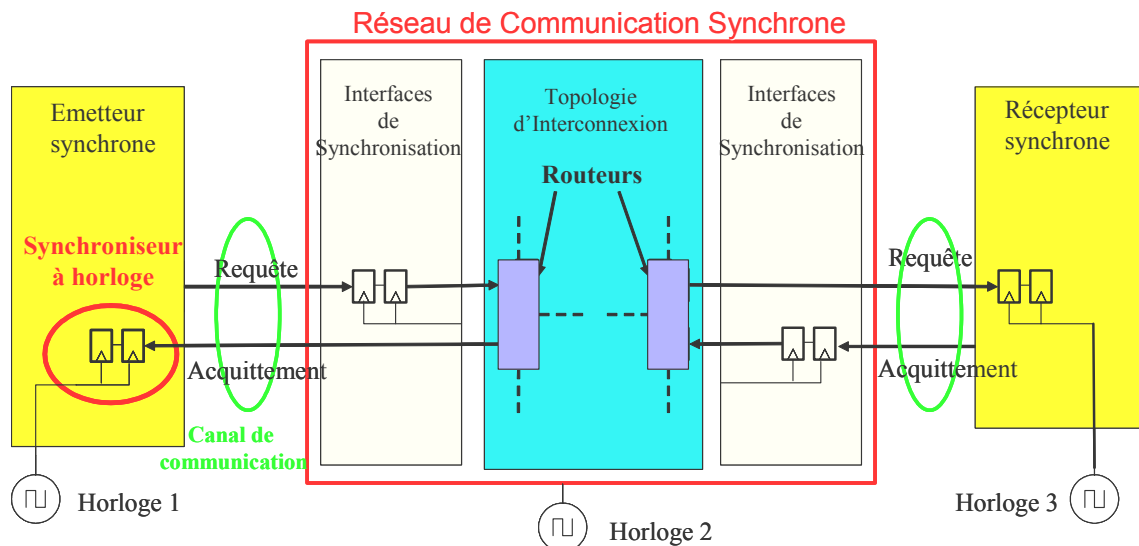 Réseau de Communication Synchrone
Emetteur
synchrone
Interfaces
de
Synchronisation
Topologie
d’Interconnexion
Interfaces
de
Synchronisation
Récepteur
synchrone
Routeurs
Synchroniseur
à horloge
Requête
Requête
Acquittement
Acquittement
Canal de
communication
Horloge 1
Horloge 2
Horloge 3